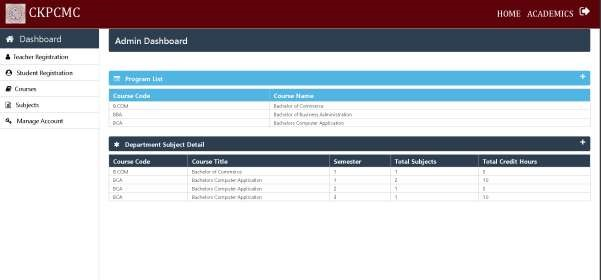 CKPCMC
HOME ACADEMICS
Dashboard
Teacher Registration
Student Registration
Courses
Subjects
Manage Account
Admin Dashboard
Program List
Course Code Course Name
B.COM Bachelor of Commerce
BBA Bachelor of Business Administration
BCA Bachelors Computer Application
Department Subject Detail
Course Code Course Title Semester Total Subjects Total Credit Hours
B.COM Bachelor of Commerce 1 1
BCA Bachelors Computer Application 1 2 10
BCA Bachelors Computer Application 2 1
BCA Bachelors Computer Application 3 1 10